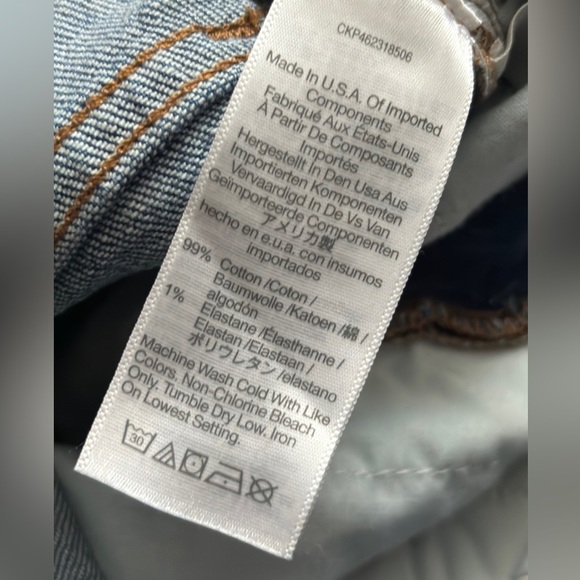 CKP462318506
Made In U.S.A. Of Imported
Components
Fabriqué Aux États-Unis
À Partir De Composants
Importés
Hergestellt In Den Usa Aus
Importierten Komponenten
Vervaardigd In De Vs Van
Geïmporteerde Componenten
アメリカ製
hecho en e.u.a. con insumos
importados
99% Cotton /Coton /
Baumwolle /Katoen /綿 /
algodón
1% Elastane /Élasthanne /
Elastan /Elastaan /
ポリウレタン /elastano
Machine Wash Cold With Like
Colors. Non-Chlorine Bleach
Only. Tumble Dry Low. Iron
On Lowest Setting.
30